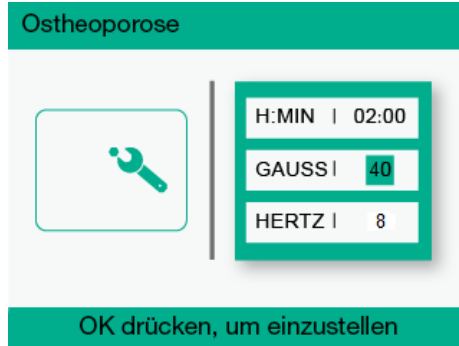 Ostheoporose
H:MIN | 02:00
GAUSS | 40
HERTZ | 8
OK drücken, um einzustellen